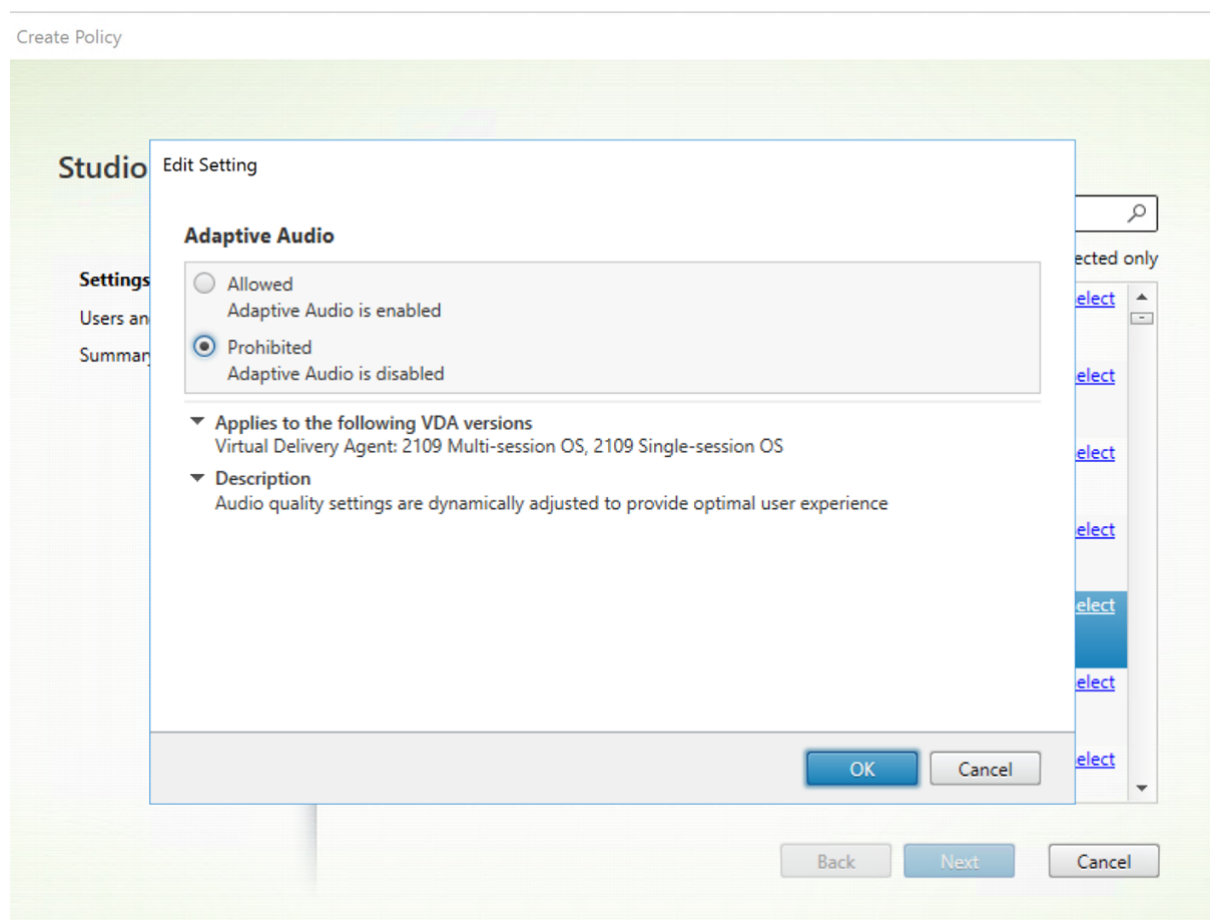 Create Policy
Studio
Edit Setting
Adaptive Audio
ected only
Settings
Allowed
Adaptive Audio is enabled
Users an
Prohibited
Adaptive Audio is disabled
Summar
Applies to the following VDA versions
Virtual Delivery Agent: 2109 Multi-session OS, 2109 Single-session OS
Description
Audio quality settings are dynamically adjusted to provide optimal user experience
elect
elect
elect
elect
elect
elect
elect
OK
Cancel
Back
Next
Cancel